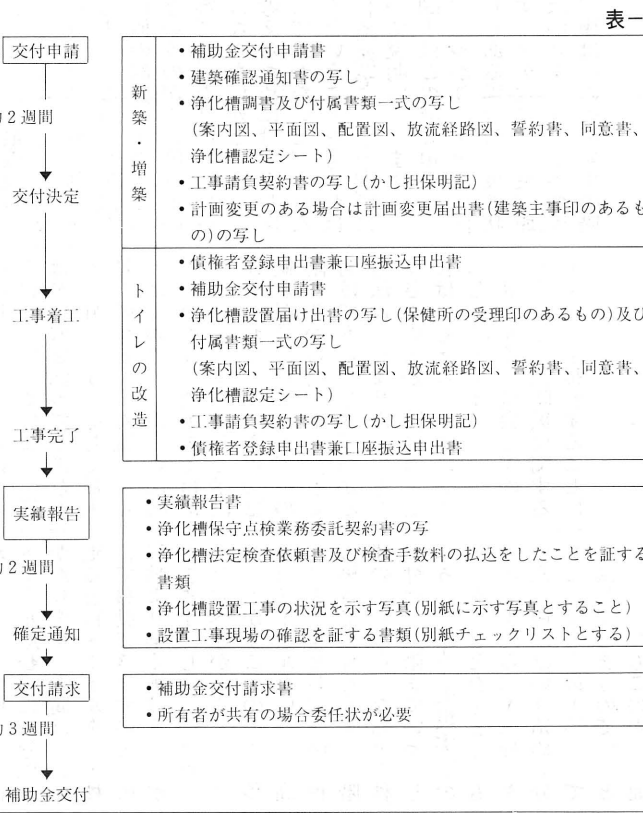 表－
交付申請
2週間
交付決定
工事着工
工事完了
実績報告
2週間
確定通知
交付請求
3週間
補助金交付
新築・増築
・補助金交付申請書
・建築確認通知書の写し
・浄化槽調書及び付属書類一式の写し
(案内図、平面図、配置図、放流経路図、誓約書、同意書、
浄化槽認定シート)
・工事請負契約書の写し(かし担保明記)
・計画変更のある場合は計画変更届出書(建築主事印のあるも
の)の写し
・債権者登録申出書兼口座振込申出書
トイレの改造
・補助金交付申請書
・浄化槽設置届け出書の写し(保健所の受理印のあるもの)及び
付属書類一式の写し
(案内図、平面図、配置図、放流経路図、誓約書、同意書、
浄化槽認定シート)
・工事請負契約書の写し(かし担保明記)
・債権者登録申出書兼口座振込申出書
・実績報告書
・浄化槽保守点検業務委託契約書の写
・浄化槽法定検査依頼書及び検査手数料の払込をしたことを証する
書類
・浄化槽設置工事の状況を示す写真(別紙に示す写真とすること)
・設置工事現場の確認を証する書類(別紙チェックリストとする)
・補助金交付請求書
・所有者が共有の場合委任状が必要